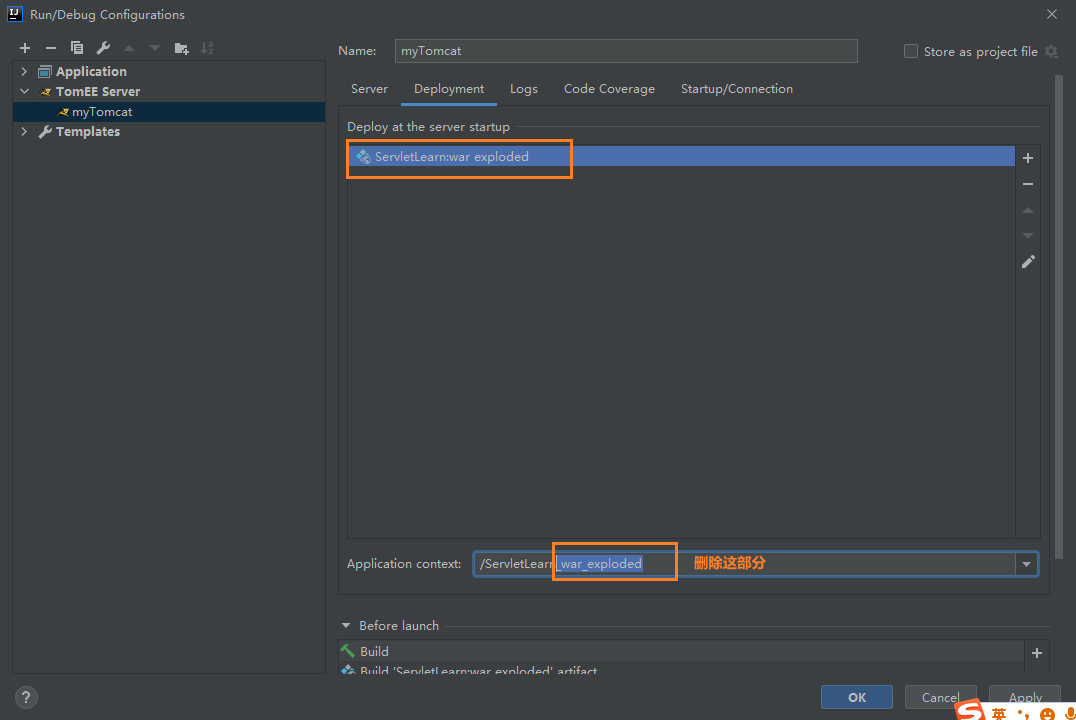 Run/Debug Configurations
Name:
myTomcat
Store as project file
Application
TomEE Server
myTomcat
Templates
Server
Deployment
Logs
Code Coverage
Startup/Connection
Deploy at the server startup
ServletLearn:war exploded
Application context:
/ServletLearn_war_exploded
删除这部分
Before launch
Build
Build 'ServletLearn:war exploded' artifact
?
OK
Cancel
Apply
英